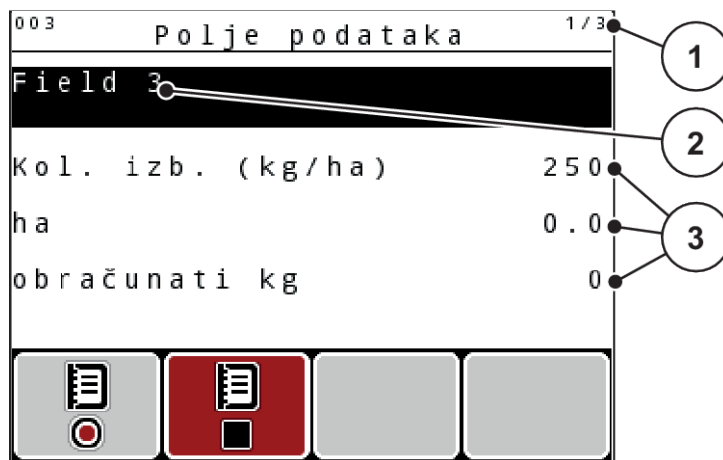 003 Polje podataka 1/3
1
Field 3
2
Kol. izb. (kg/ha) 250
ha 0.0
3
obračunati kg 0